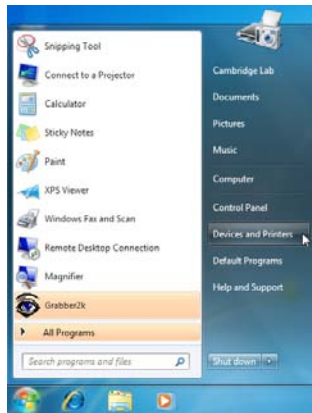 Snipping Tool
Connect to a Projector
Calculator
Sticky Notes
Paint
XPS Viewer
Windows Fax and Scan
Remote Desktop Connection
Magnifier
Grabber2k
All Programs
Search programs and files
Cambridge Lab
Documents
Pictures
Music
Computer
Control Panel
Devices and Printers
Default Programs
Help and Support
Shut down